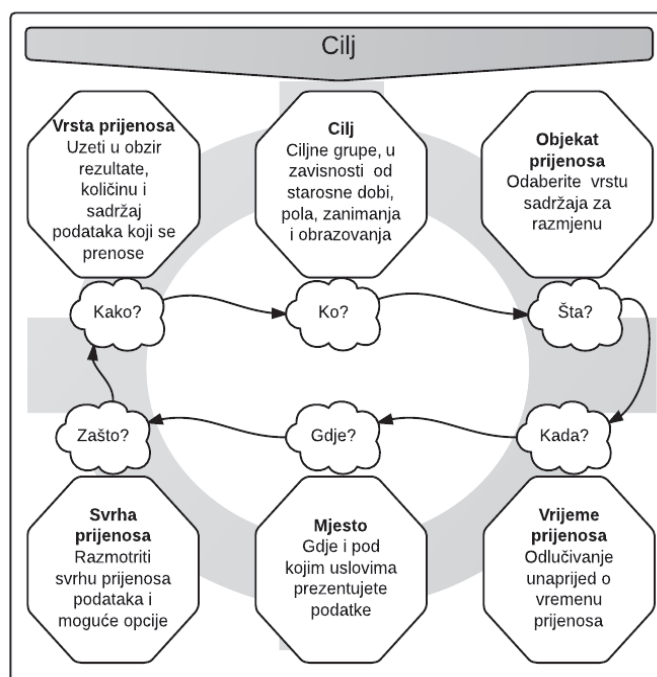 Cilj
Vrsta prijenosa
Uzeti u obzir
rezultate,
količinu i
sadržaj
podataka koji se
prenose
Cilj
Ciljne grupe, u
zavisnosti od
starosne dobi,
pola, zanimanja
i obrazovanja
Objekat
prijenosa
Odaberite vrstu
sadržaja za
razmjenu
Kako?
Ko?
Šta?
Zašto?
Gdje?
Kada?
Svrha
prijenosa
Razmotriti
svrhu prijenosa
podataka i
moguće opcije
Mjesto
Gdje i pod
kojim uslovima
prezentujete
podatke
Vrijeme
prijenosa
Odlučivanje
unaprijed o
vremenu
prijenosa